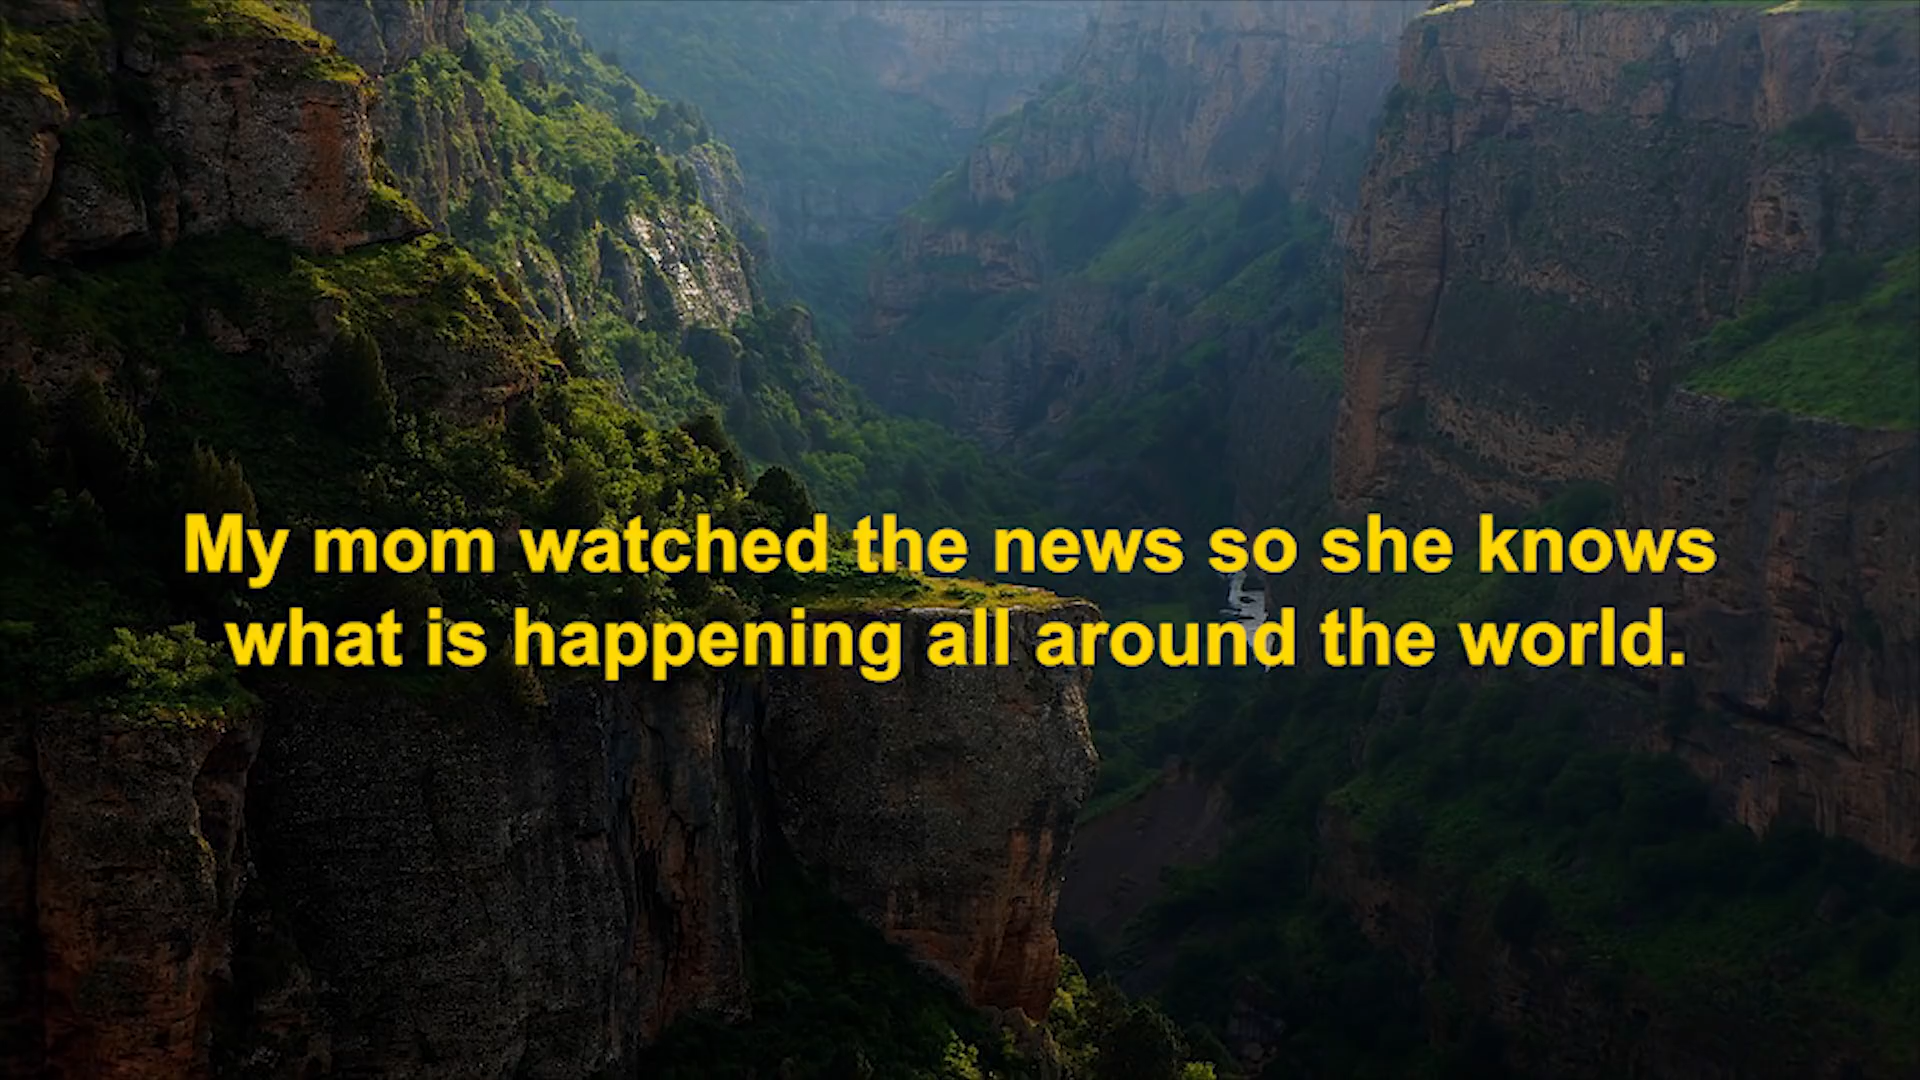 My mom watched the news so she knows
what is happening all around the world.